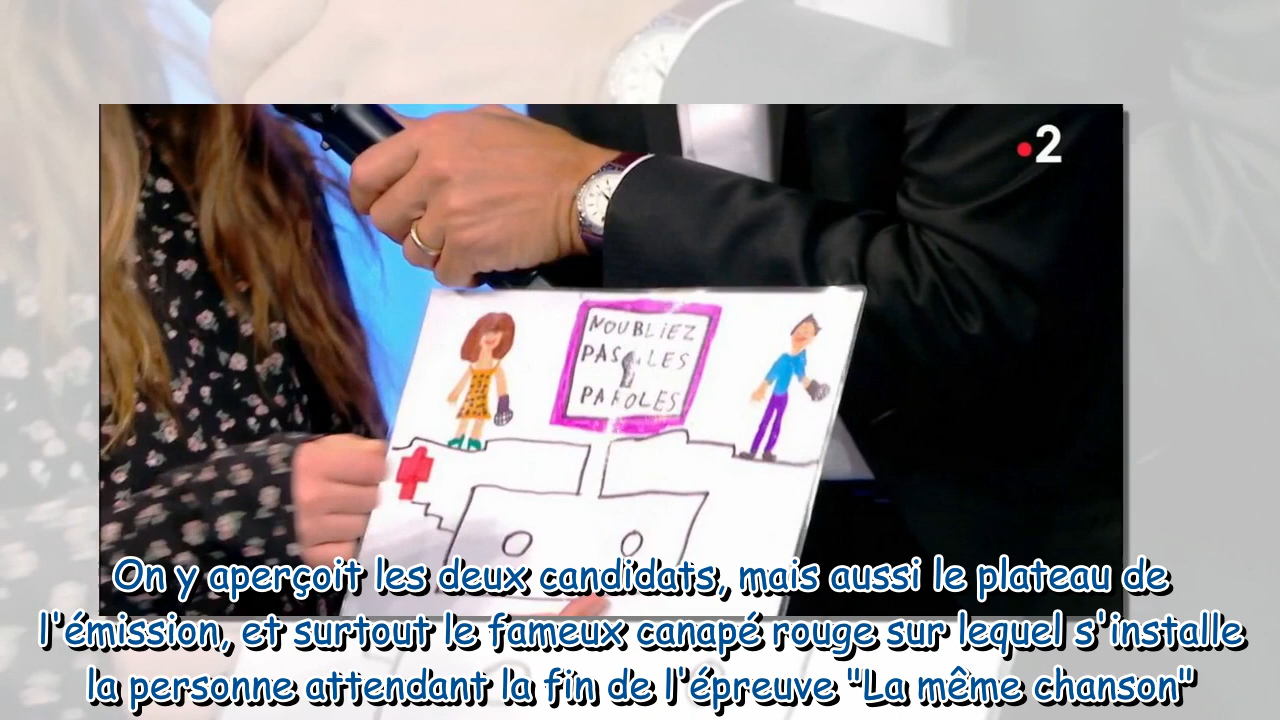 2
NOUBLIEZ
PAS LES
PAROLES
On y aperçoit les deux candidats, mais aussi le plateau de
l'émission, et surtout le fameux canapé rouge sur lequel s'installe
la personne attendant la fin de l'épreuve "La même chanson"